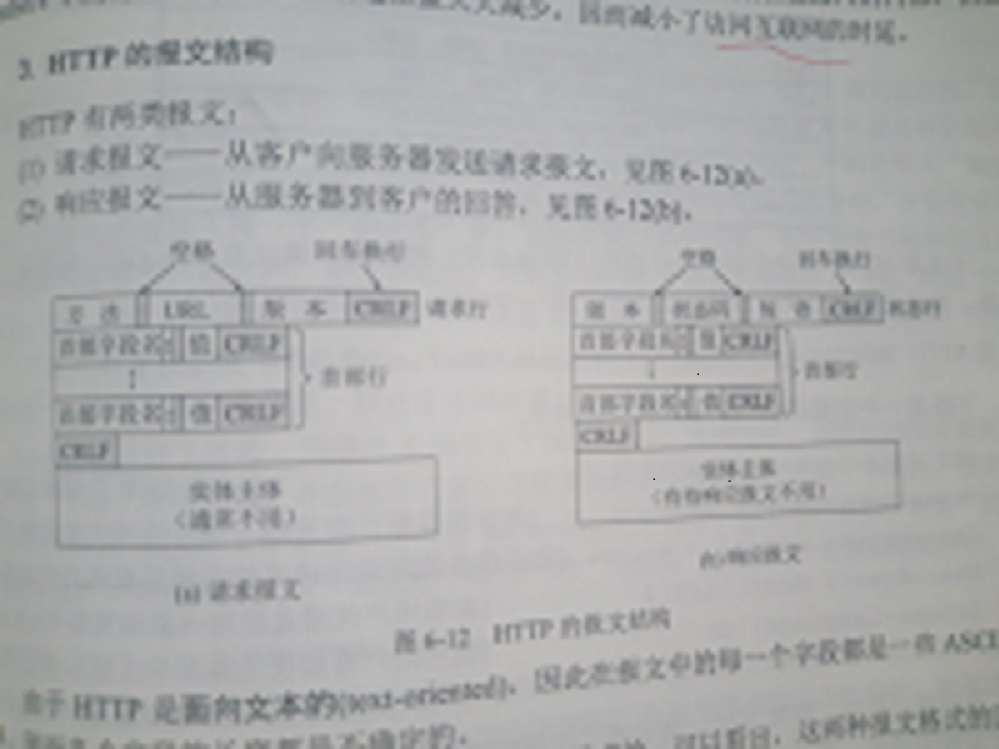 大大减少，因而减小了访问互联网的时延。
3. HTTP 的报文结构
HTTP 有两类报文：
(1) 请求报文——从客户向服务器发送请求报文，见图 6-12(a)。
(2) 响应报文——从服务器到客户的回答，见图 6-12(b)。
空格 回车换行
方 法 URL 版 本 CRLF 请求行
首部字段名 : 值 CRLF
⋮ 首部行
首部字段名 : 值 CRLF
CRLF
实体主体
（通常不用）
(a) 请求报文
空格 回车换行
版 本 状态码 短 语 CRLF 状态行
首部字段名 : 值 CRLF
⋮ 首部行
首部字段名 : 值 CRLF
CRLF
实体主体
（有些响应报文不用）
(b) 响应报文
图 6-12 HTTP 的报文结构
由于 HTTP 是面向文本的(text-oriented)，因此在报文中的每一个字段都是一些 ASCII
都是不确定的。
可以看出，这两种报文格式的